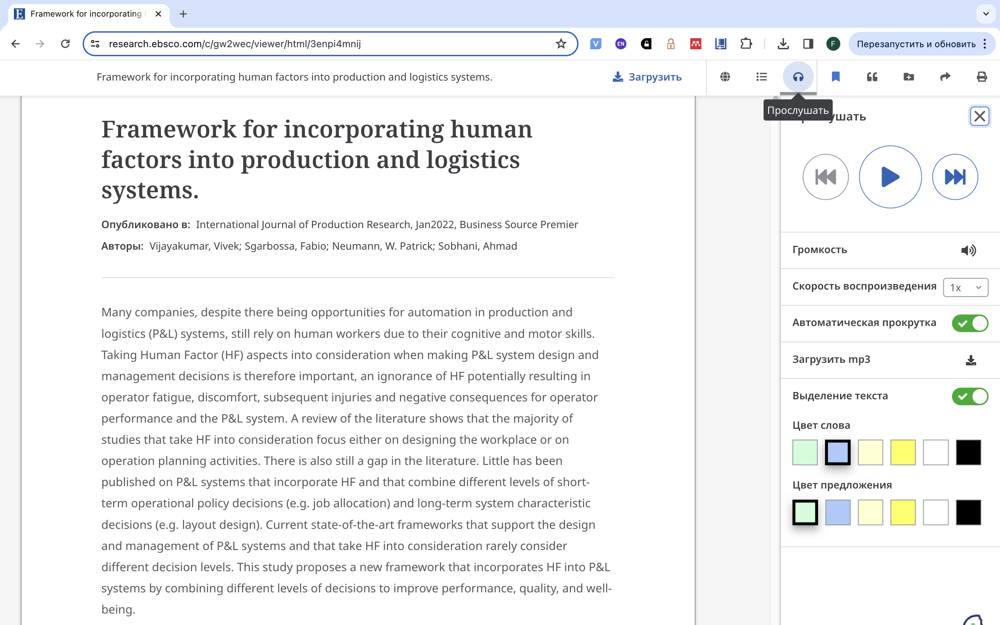 Framework for incorporating
research.ebsco.com/c/gw2wec/viewer/html/3enpi4mnij
V
EN
F
Перезапустить и обновить
Framework for incorporating human factors into production and logistics systems.
Загрузить
Прослушать
ушать
Framework for incorporating human
factors into production and logistics
systems.
Опубликовано в: International Journal of Production Research, Jan2022, Business Source Premier
Авторы: Vijayakumar, Vivek; Sgarbossa, Fabio; Neumann, W. Patrick; Sobhani, Ahmad
Many companies, despite there being opportunities for automation in production and
logistics (P&L) systems, still rely on human workers due to their cognitive and motor skills.
Taking Human Factor (HF) aspects into consideration when making P&L system design and
management decisions is therefore important, an ignorance of HF potentially resulting in
operator fatigue, discomfort, subsequent injuries and negative consequences for operator
performance and the P&L system. A review of the literature shows that the majority of
studies that take HF into consideration focus either on designing the workplace or on
operation planning activities. There is also still a gap in the literature. Little has been
published on P&L systems that incorporate HF and that combine different levels of short-
term operational policy decisions (e.g. job allocation) and long-term system characteristic
decisions (e.g. layout design). Current state-of-the-art frameworks that support the design
and management of P&L systems and that take HF into consideration rarely consider
different decision levels. This study proposes a new framework that incorporates HF into P&L
systems by combining different levels of decisions to improve performance, quality, and well-
being.
Громкость
Скорость воспроизведения 1x
Автоматическая прокрутка
Загрузить mp3
Выделение текста
Цвет слова
Цвет предложения